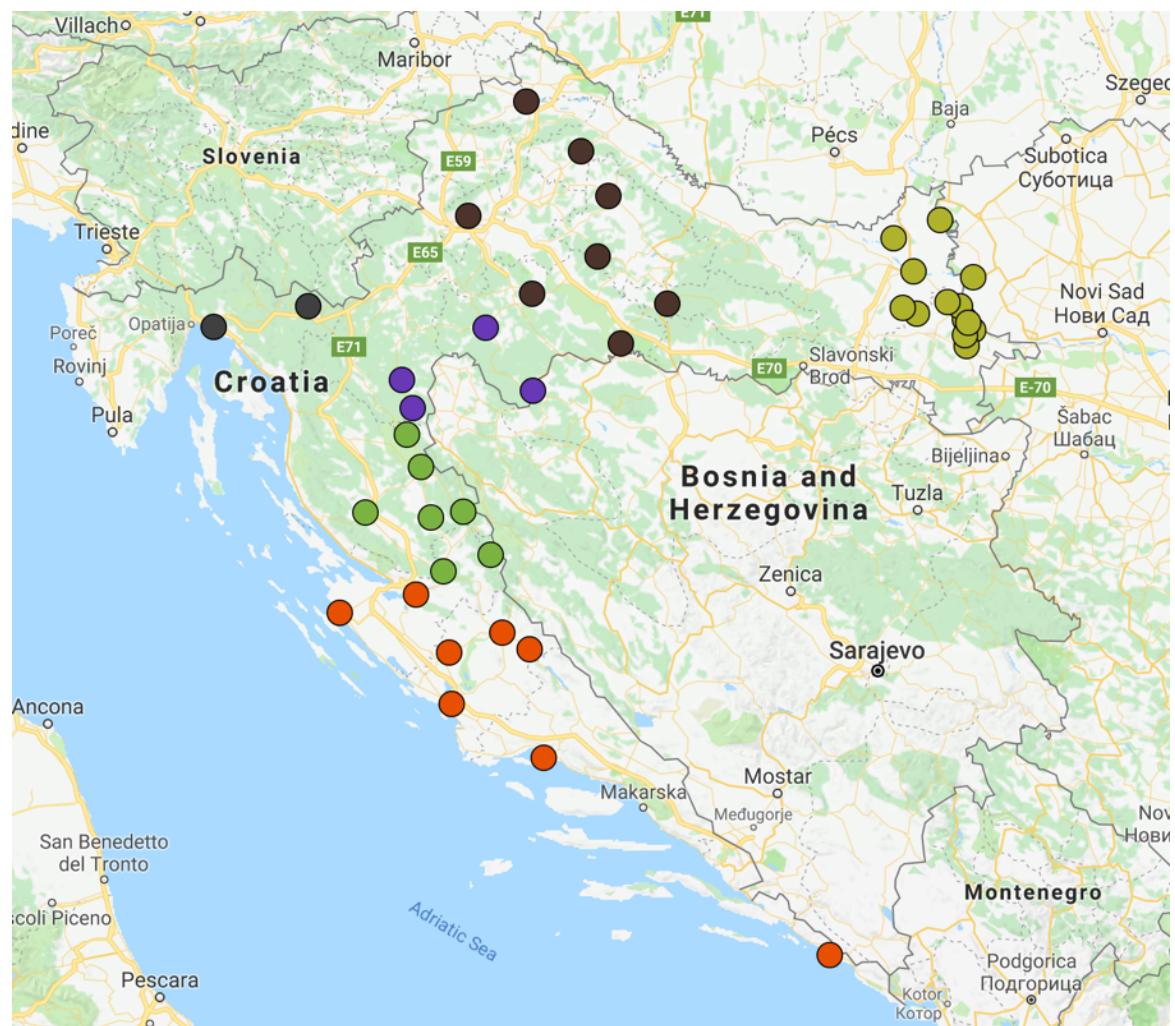 E71
Villach
Maribor
Szeged
dine
Baja
Pécs
E59
Slovenia
Subotica
Суботица
Trieste
E65
Novi Sad
Нови Сад
Opatija
Poreč
E71
Rovinj
Slavonski
Brod
E70
Croatia
E-70
Pula
Šabac
Шабац
Bijeljina
Bosnia and
Herzegovina
Tuzla
Zenica
Sarajevo
Ancona
Mostar
Makarska
Međugorje
Nov
Нови
San Benedetto
del Tronto
Montenegro
scoli Piceno
Adriatic Sea
Podgorica
Подгорица
Pescara
Kotor
Котор